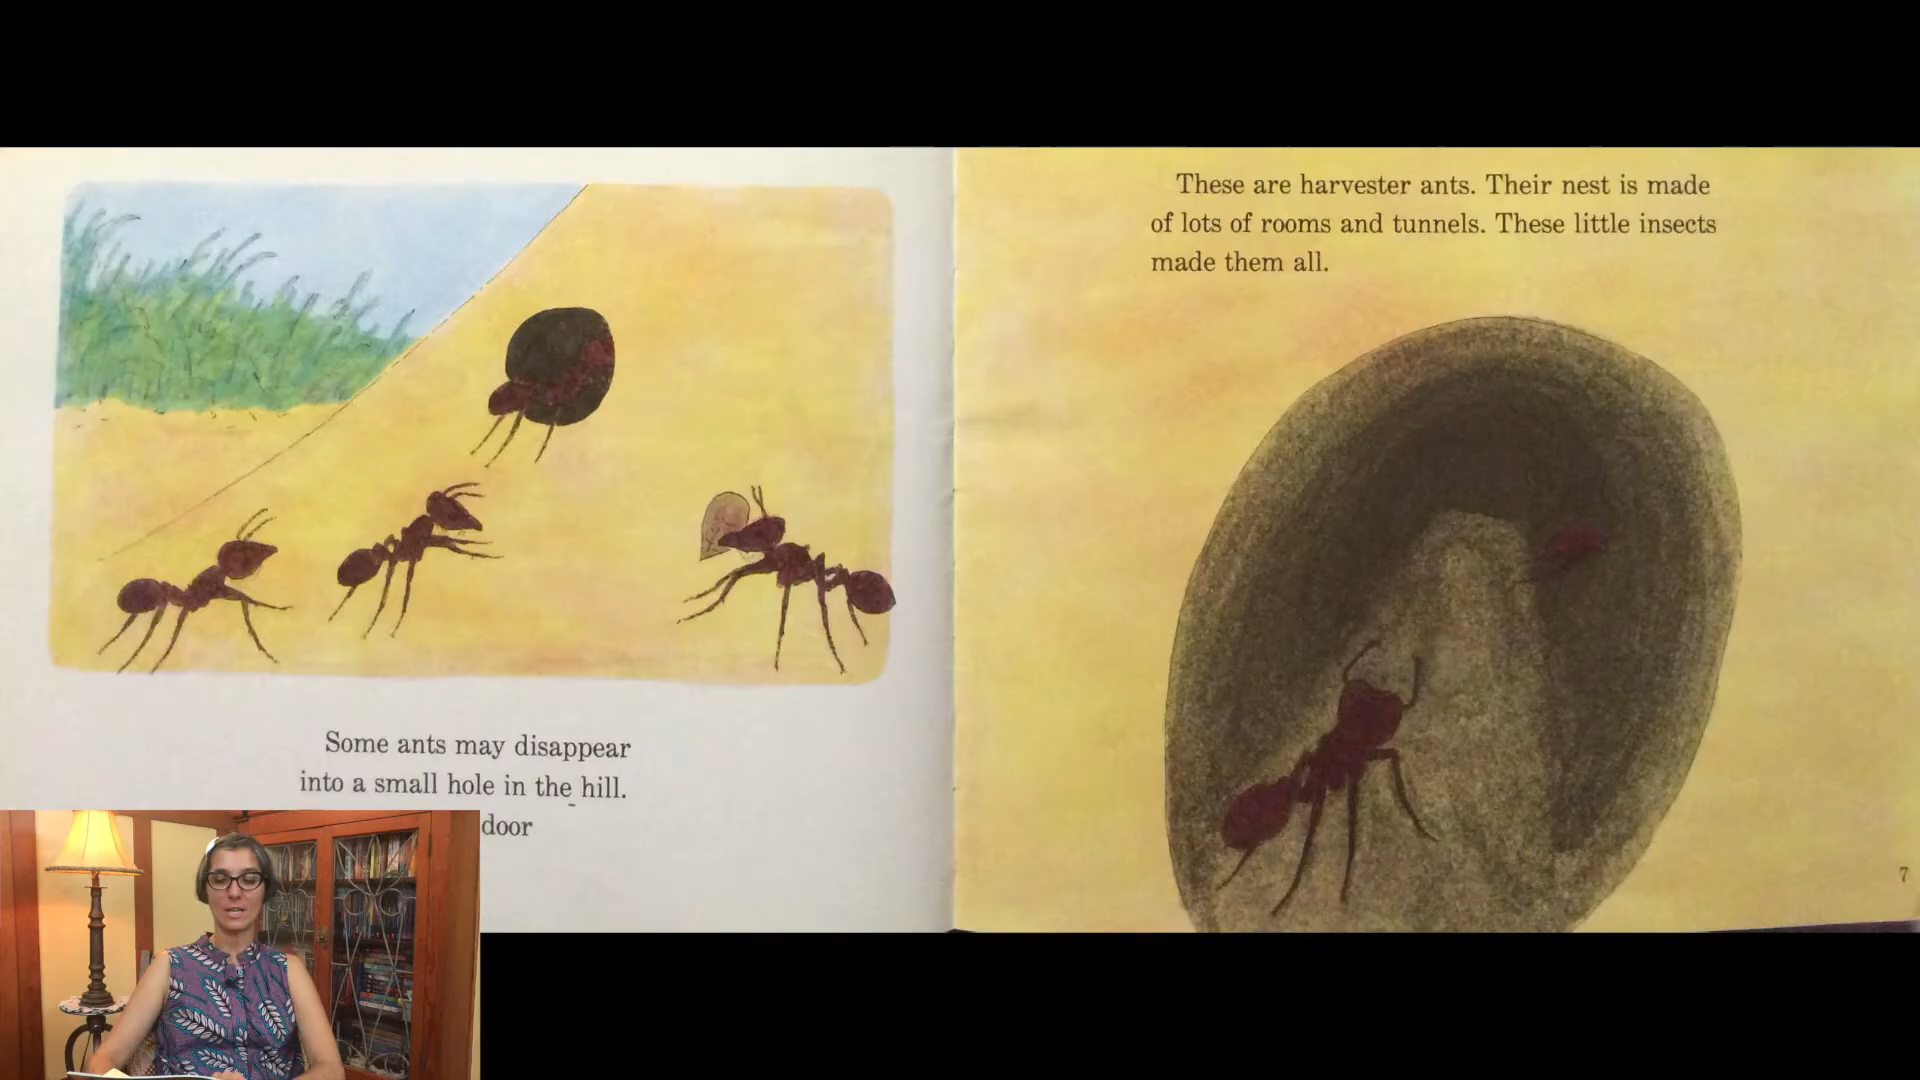 Some ants may disappear
into a small hole in the hill.
door
These are harvester ants. Their nest is made
of lots of rooms and tunnels. These little insects
made them all.
7